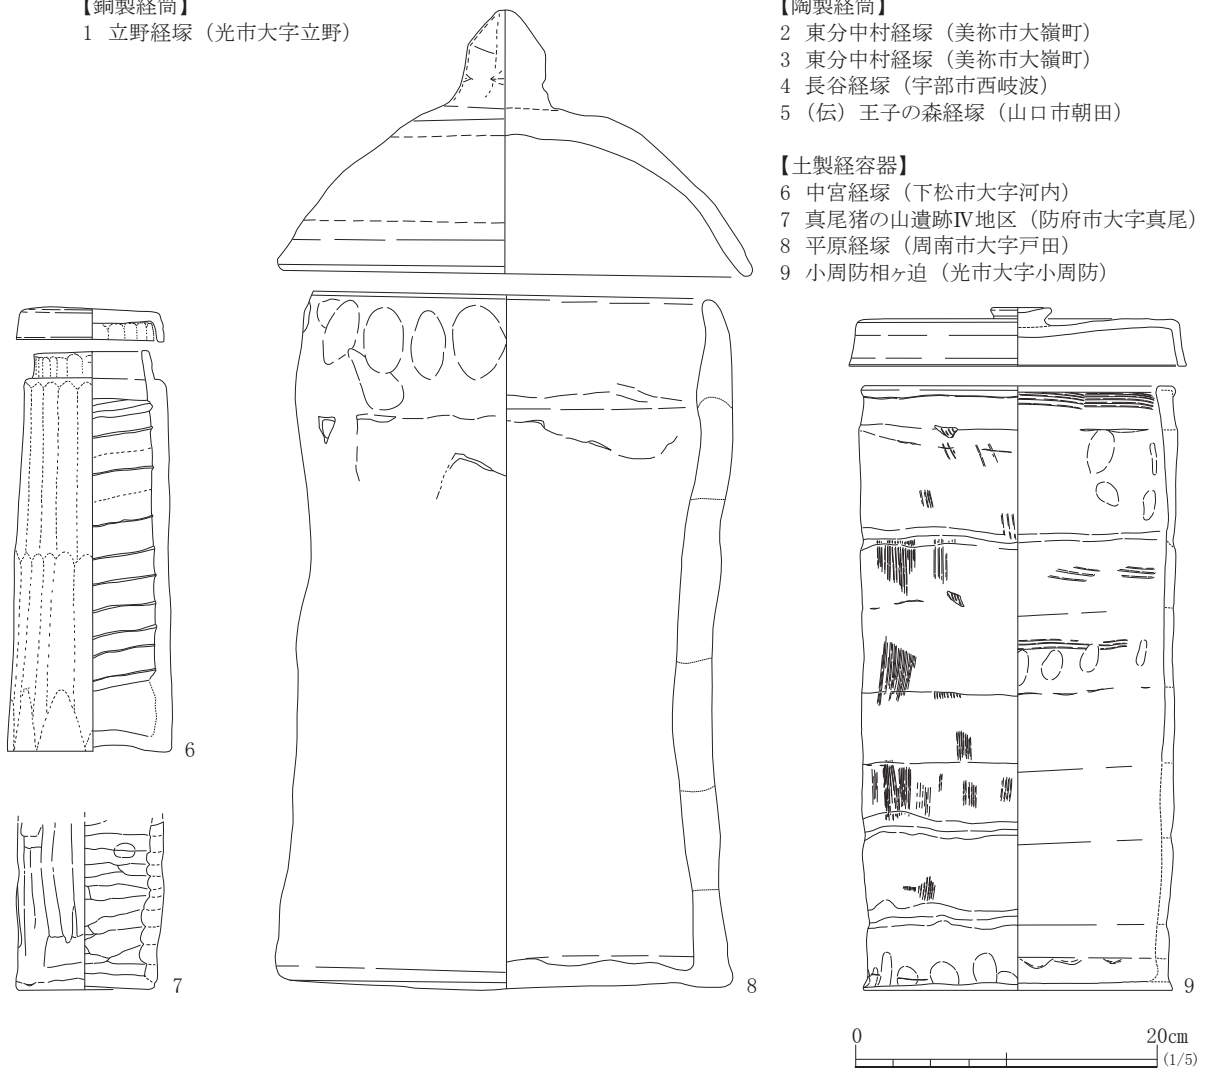 【銅製経筒】
1 立野経塚（光市大字立野）
【陶製経筒】
2 東分中村経塚（美祢市大嶺町）
3 東分中村経塚（美祢市大嶺町）
4 長谷経塚（宇部市西岐波）
5（伝）王子の森経塚（山口市朝田）
【土製経容器】
6 中宮経塚（下松市大字河内）
7 真尾猪の山遺跡Ⅳ地区（防府市大字真尾）
8 平原経塚（周南市大字戸田）
9 小周防相ヶ迫（光市大字小周防）
6
7
8
9
0 20㎝
(1/5)